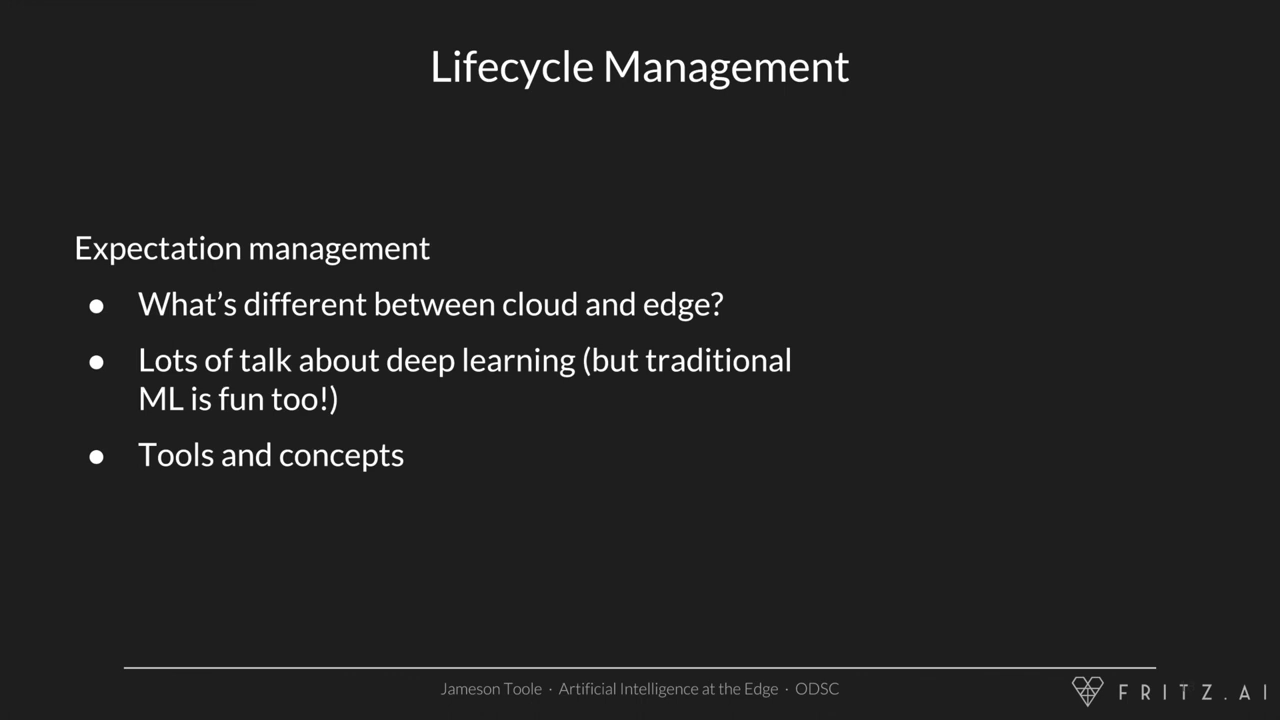 Lifecycle Management
Expectation management
● What’s different between cloud and edge?
● Lots of talk about deep learning (but traditional
ML is fun too!)
● Tools and concepts
Jameson Toole · Artificial Intelligence at the Edge · ODSC
FRITZ.AI